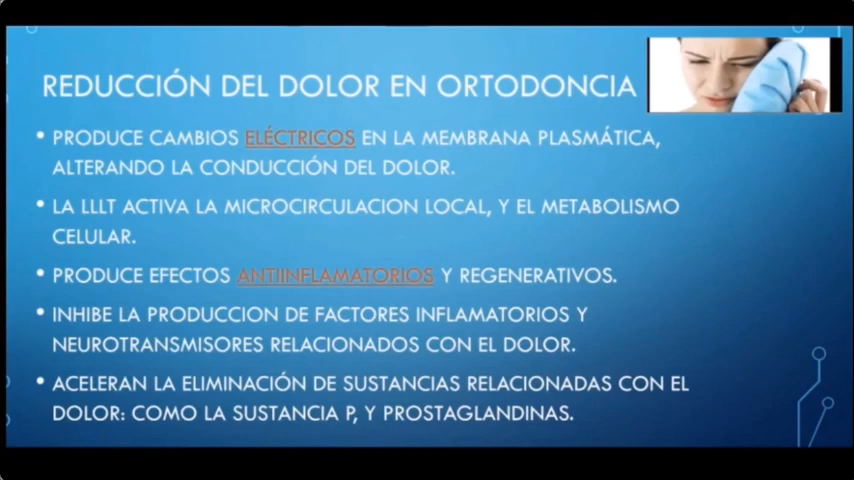 REDUCCIÓN DEL DOLOR EN ORTODONCIA
• PRODUCE CAMBIOS ELÉCTRICOS EN LA MEMBRANA PLASMÁTICA,
ALTERANDO LA CONDUCCIÓN DEL DOLOR.
• LA LLLT ACTIVA LA MICROCIRCULACION LOCAL, Y EL METABOLISMO
CELULAR.
• PRODUCE EFECTOS ANTIINFLAMATORIOS Y REGENERATIVOS.
• INHIBE LA PRODUCCION DE FACTORES INFLAMATORIOS Y
NEUROTRANSMISORES RELACIONADOS CON EL DOLOR.
• ACELERAN LA ELIMINACIÓN DE SUSTANCIAS RELACIONADAS CON EL
DOLOR: COMO LA SUSTANCIA P, Y PROSTAGLANDINAS.